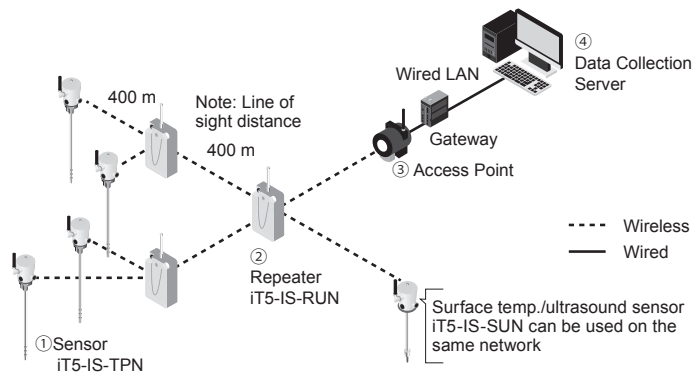 ④
Data Collection
Server
Wired LAN
400 m
Note: Line of
sight distance
400 m
Gateway
③ Access Point
Wireless
Wired
②
Repeater
iT5-IS-RUN
Surface temp./ultrasound sensor
iT5-IS-SUN can be used on the
same network
①Sensor
iT5-IS-TPN